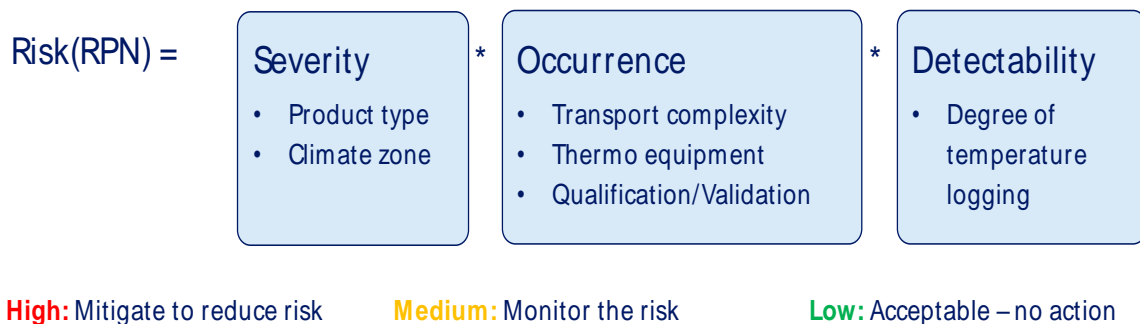 Risk(RPN) =
Severity
• Product type
• Climate zone
*
Occurrence
• Transport complexity
• Thermo equipment
• Qualification/Validation
*
Detectability
• Degree of
temperature
logging
High: Mitigate to reduce risk
Medium: Monitor the risk
Low: Acceptable – no action